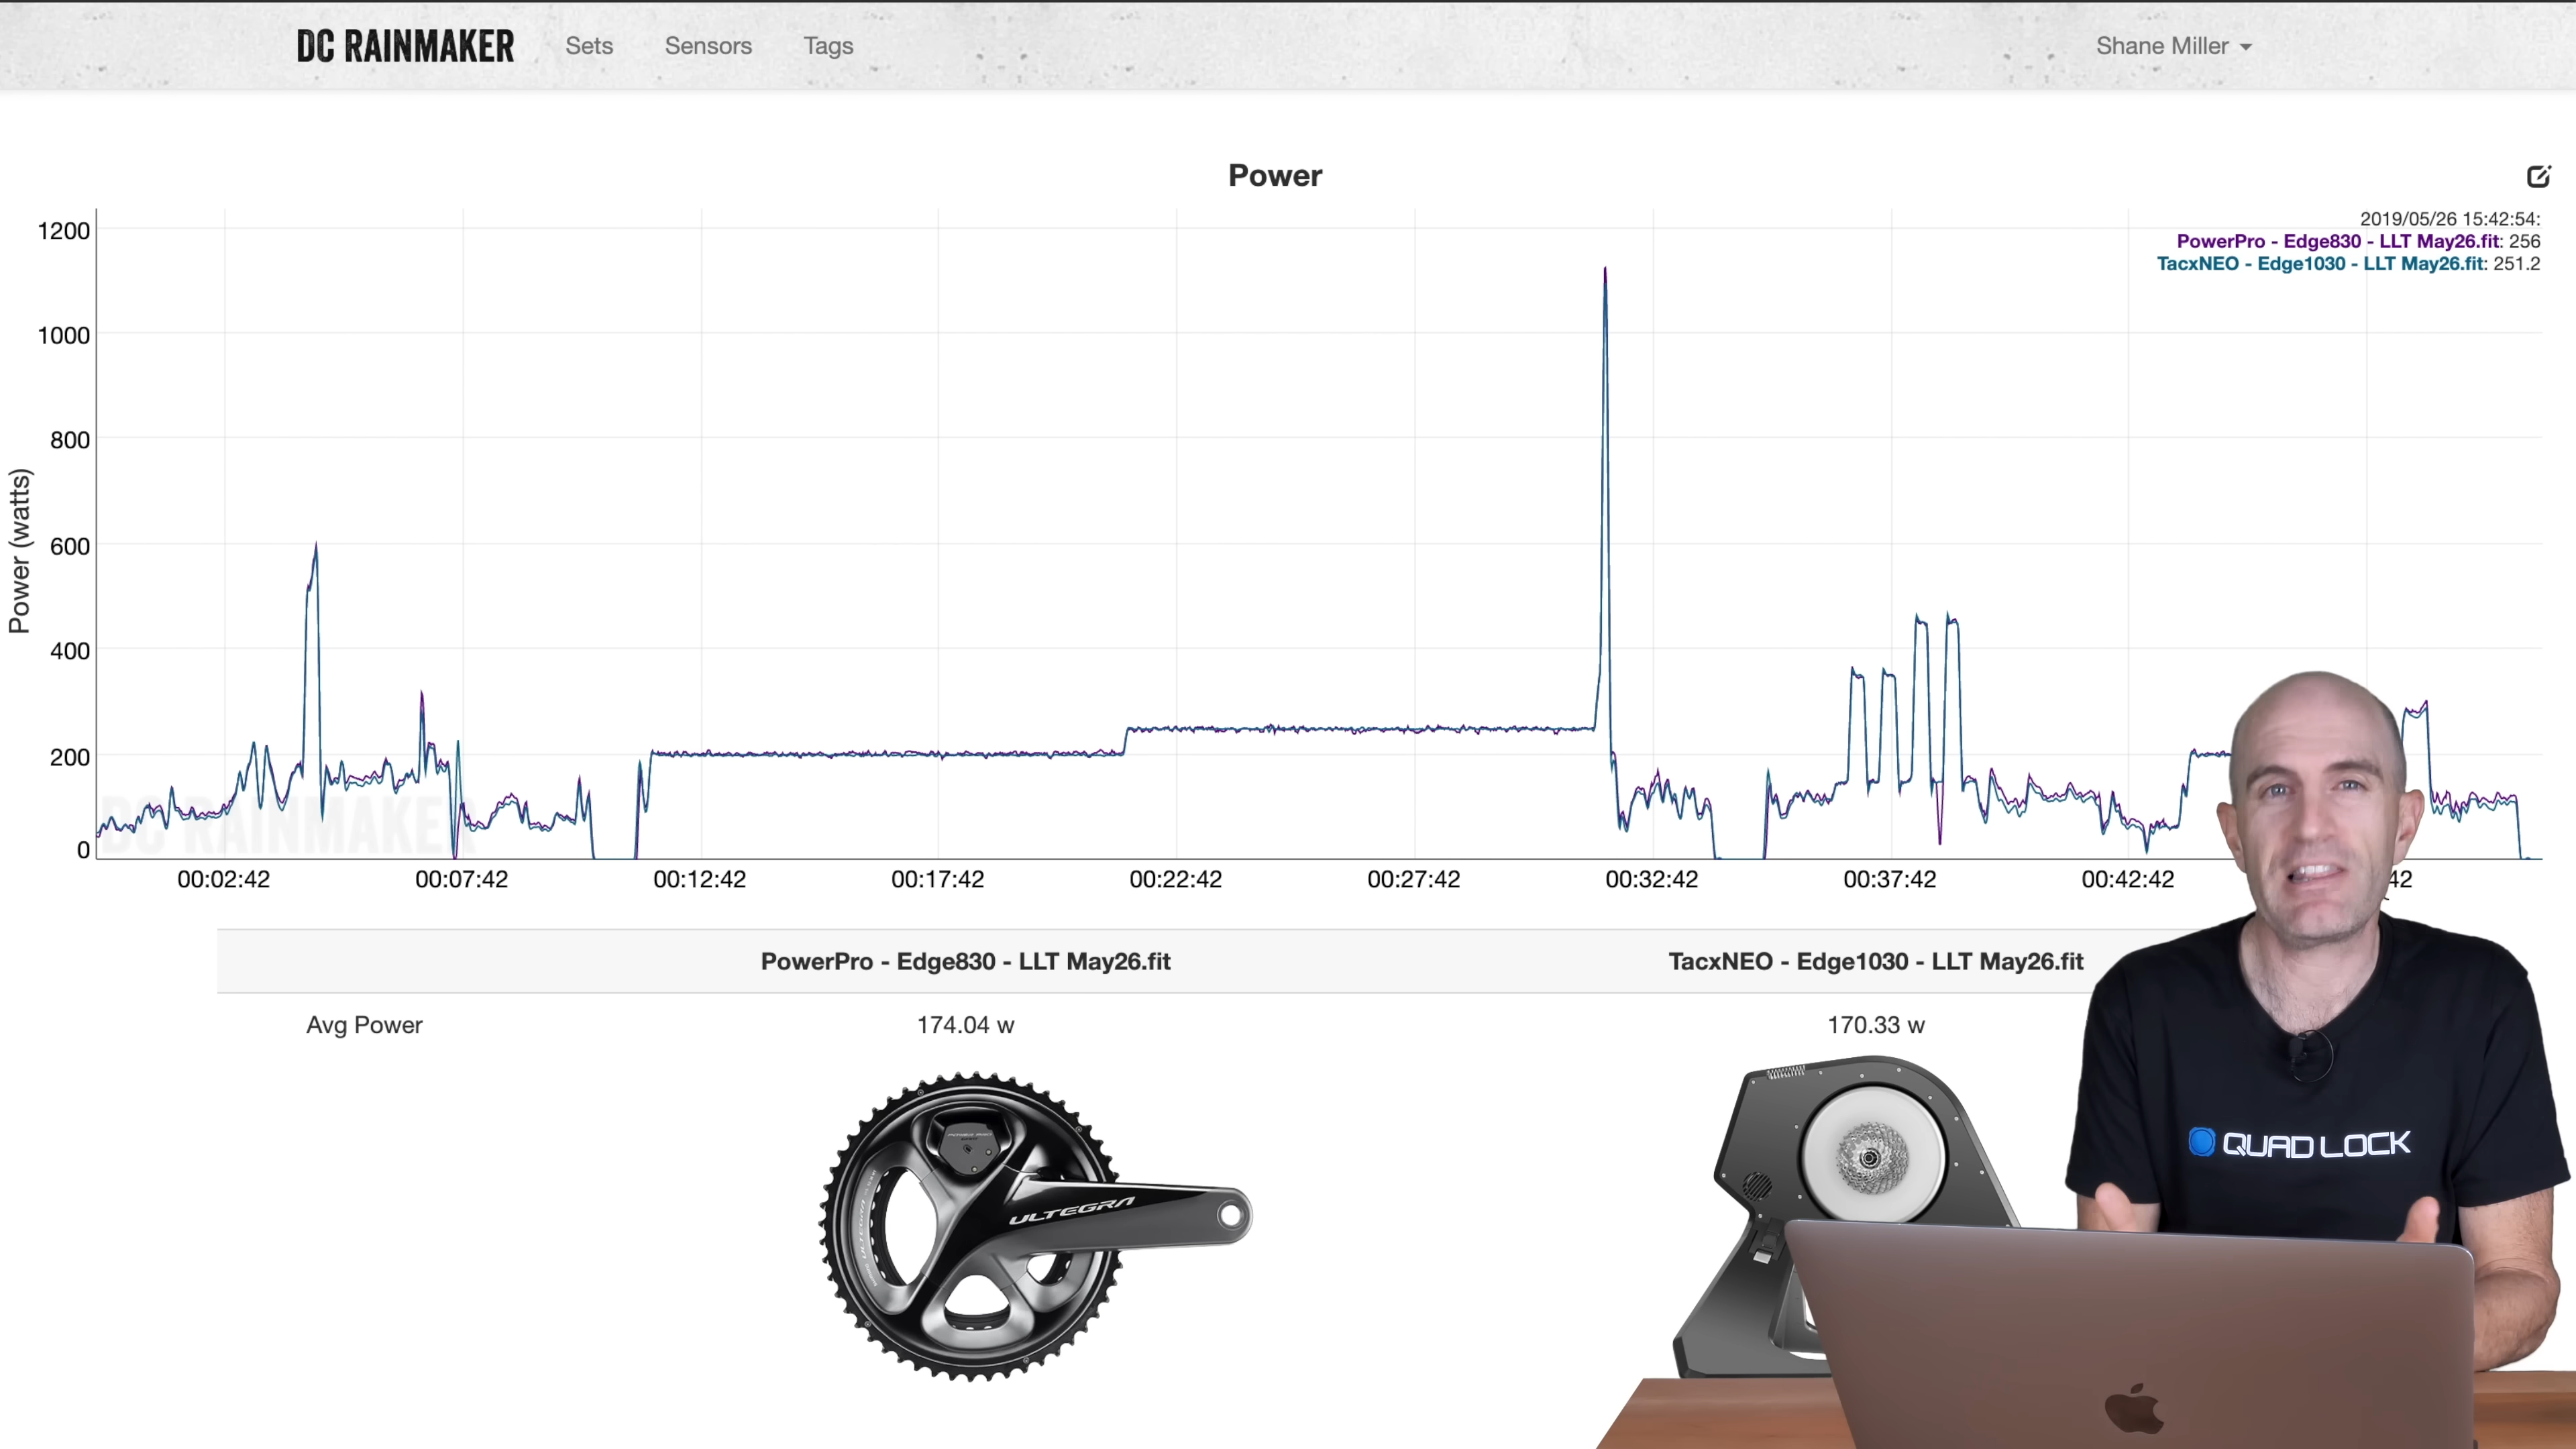 DC RAINMAKER Sets Sensors Tags Shane Miller
Power
2019/05/26 15:42:54:
PowerPro - Edge830 - LLT May26.fit: 256
TacxNEO - Edge1030 - LLT May26.fit: 251.2
Power (watts)
1200
1000
800
600
400
200
0
DC RAINMAKER
00:02:42 00:07:42 00:12:42 00:17:42 00:22:42 00:27:42 00:32:42 00:37:42 00:42:42 42
PowerPro - Edge830 - LLT May26.fit TacxNEO - Edge1030 - LLT May26.fit
Avg Power 174.04 w 170.33 w
ULTEGRA
QUAD LOCK